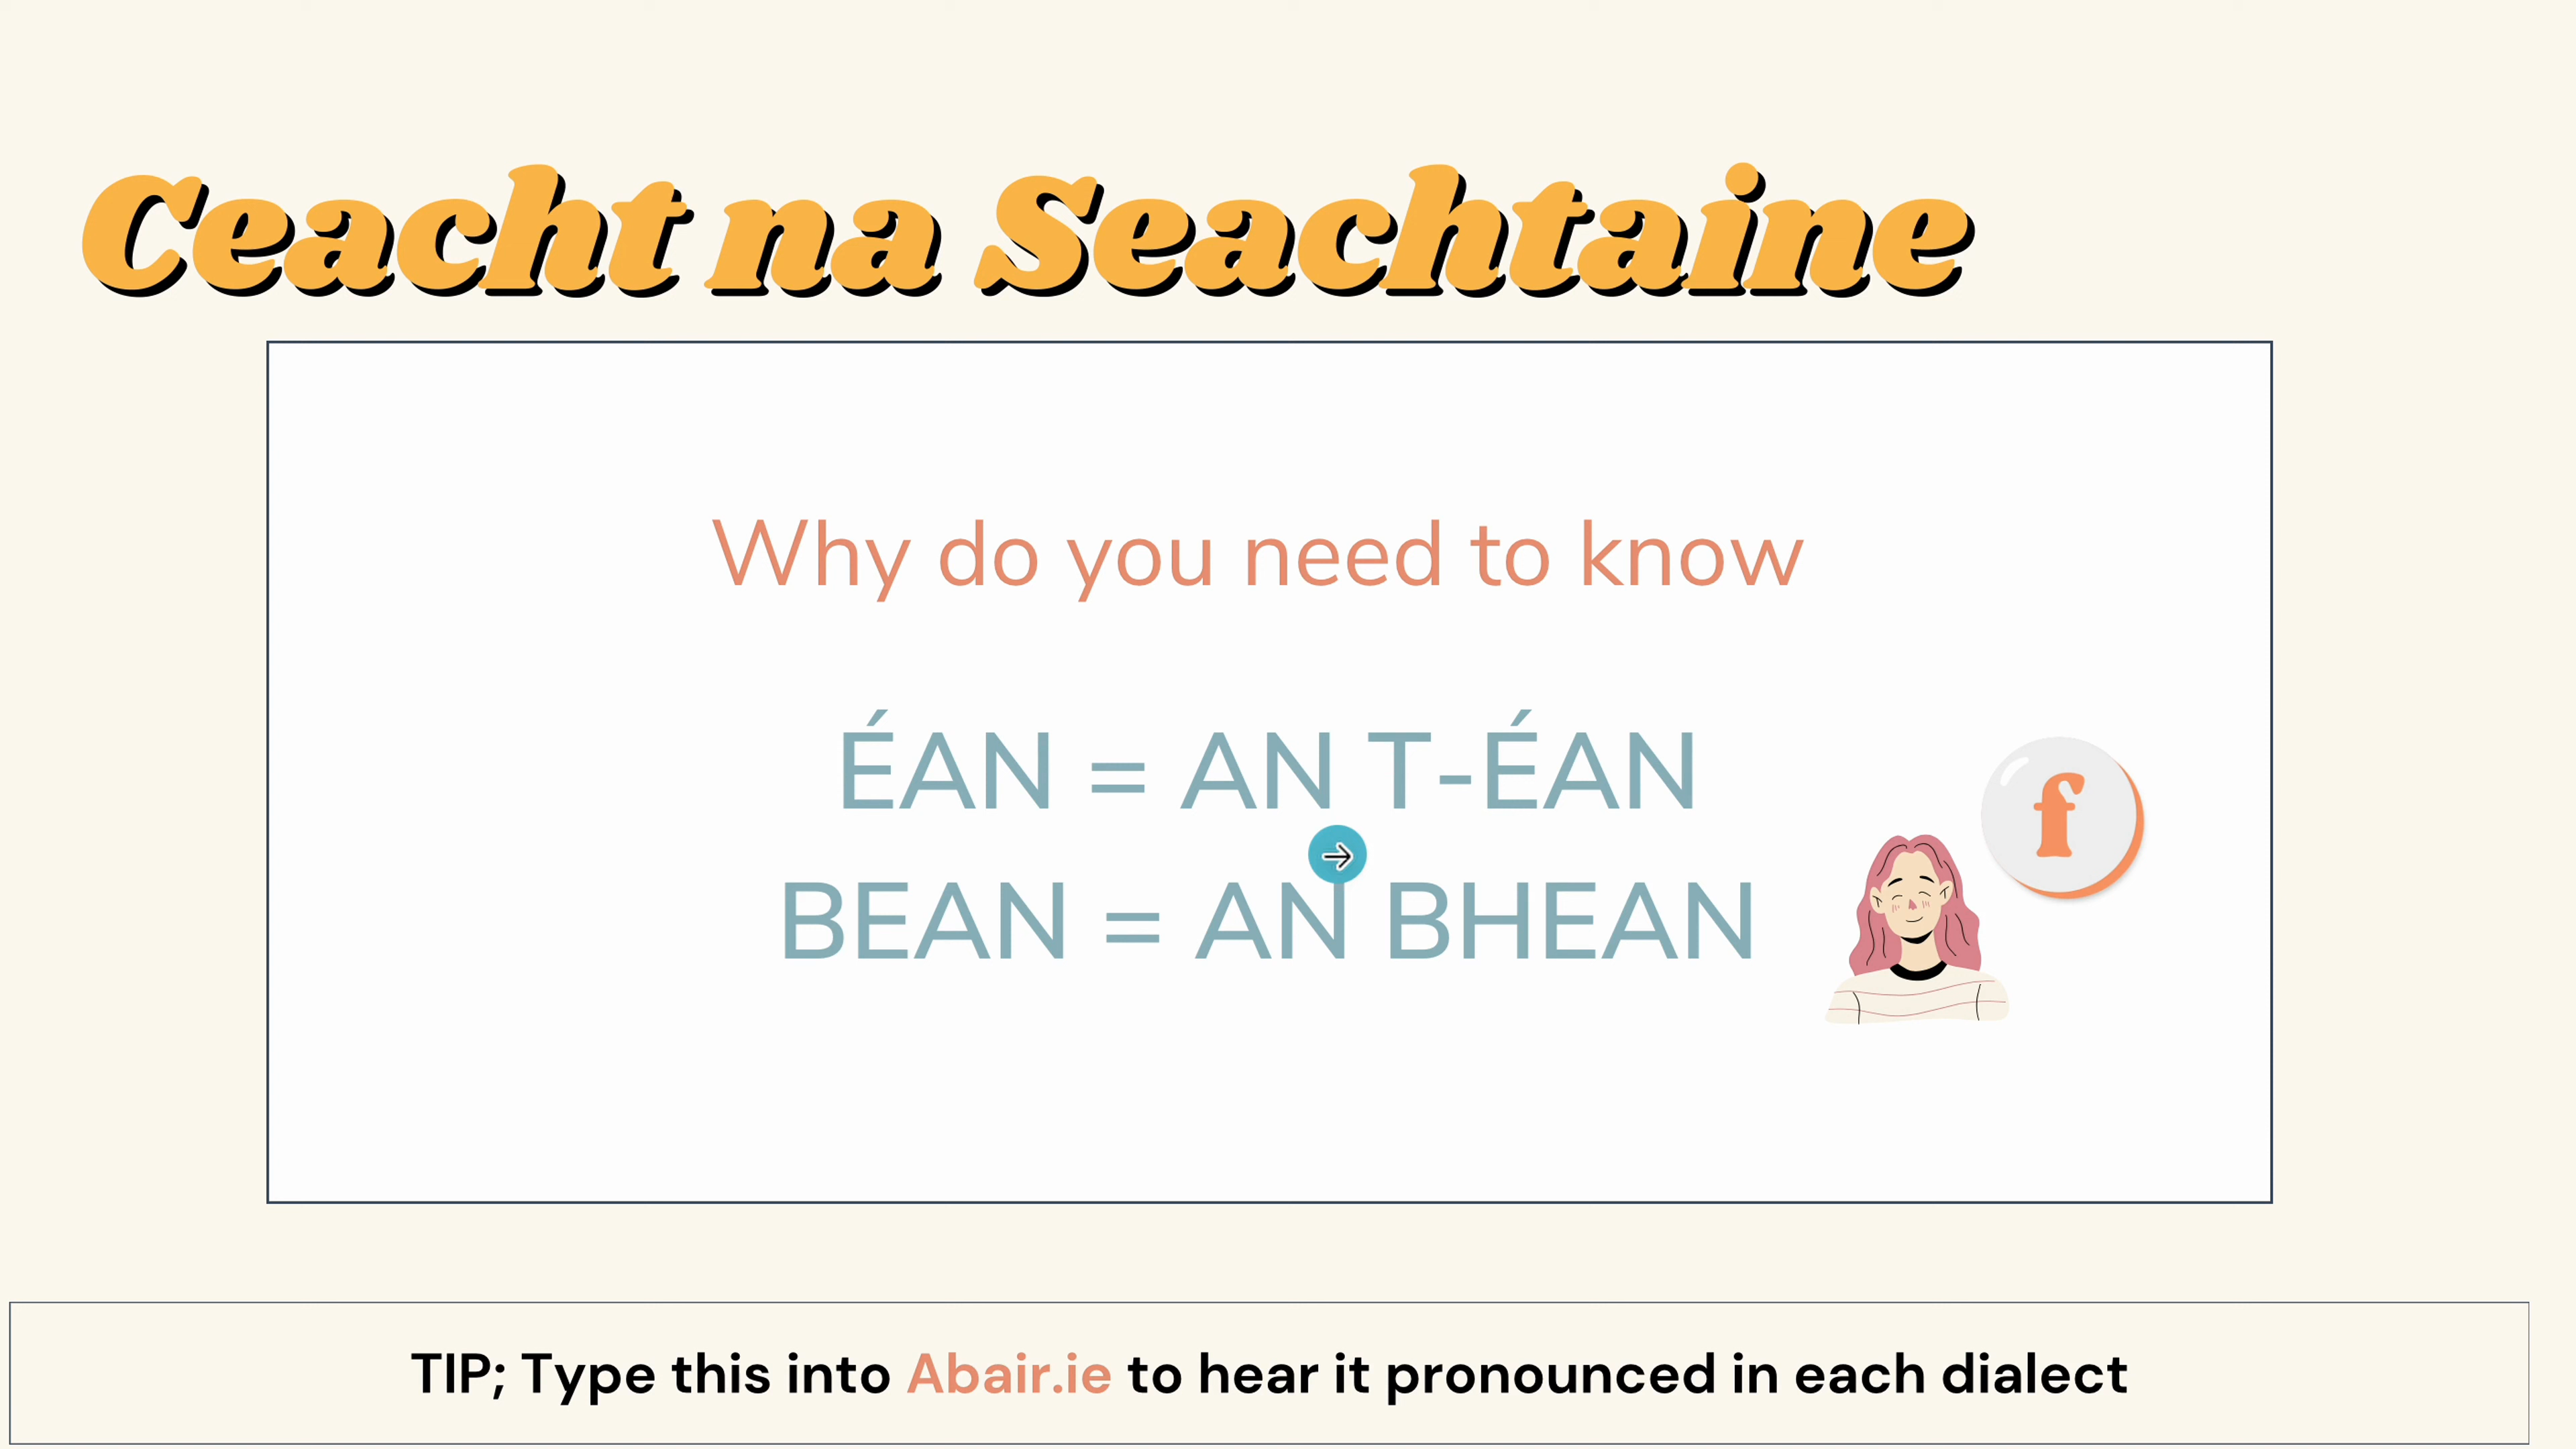 Ceacht na Seachtaine
Why do you need to know
ÉAN = AN T-ÉAN
f
BEAN = AN BHEAN
TIP; Type this into Abair.ie to hear it pronounced in each dialect